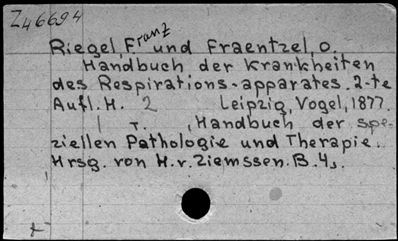 Z46694
Riegel, Franz und Fraentzel, O.
Handbuch der Krankheiten
des Respirations-apparates. 2-te
Aufl. H. 2 Leipzig, Vogel, 1877.
1 T. , Handbuch der spe-
ziellen Pathologie und Therapie.
Hrsg. von H. v. Ziemssen. B. 4,.